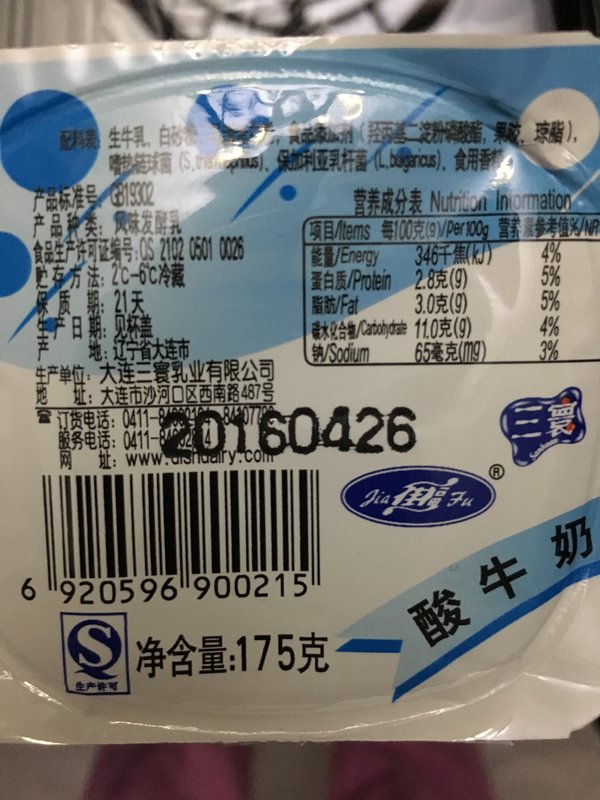 配料表: 生牛乳, 白砂糖, 食品添加剂 (羟丙基二淀粉磷酸酯, 果胶, 琼脂),
嗜热链球菌 (S.thermophilus)、保加利亚乳杆菌 (L.bulgaricus)、食用香精
产品标准号: GB19302
产品种类: 风味发酵乳
食品生产许可证编号: QS 2102 0501 0026
贮存方法: 2℃-6℃冷藏
保质期: 21天
生产日期: 见杯盖
产地: 辽宁省大连市
生产单位: 大连三寰乳业有限公司
地址: 大连市沙河口区西南路487号
订货电话: 0411-
服务电话: 0411-
网址: www.dlshdairy.com
20160426
营养成分表 Nutrition Information
项目/Items 每100克(g)/Per100g 营养素参考值%/NR
能量/Energy 346千焦(kJ) 4%
蛋白质/Protein 2.8克(g) 5%
脂肪/Fat 3.0克(g) 5%
碳水化合物/Carbohydrate 11.0克(g) 4%
钠/Sodium 65毫克(mg) 3%
三寰
Sanhuan
Jia Fu ®
6 920596 900215
酸牛奶
生产许可
净含量:175克